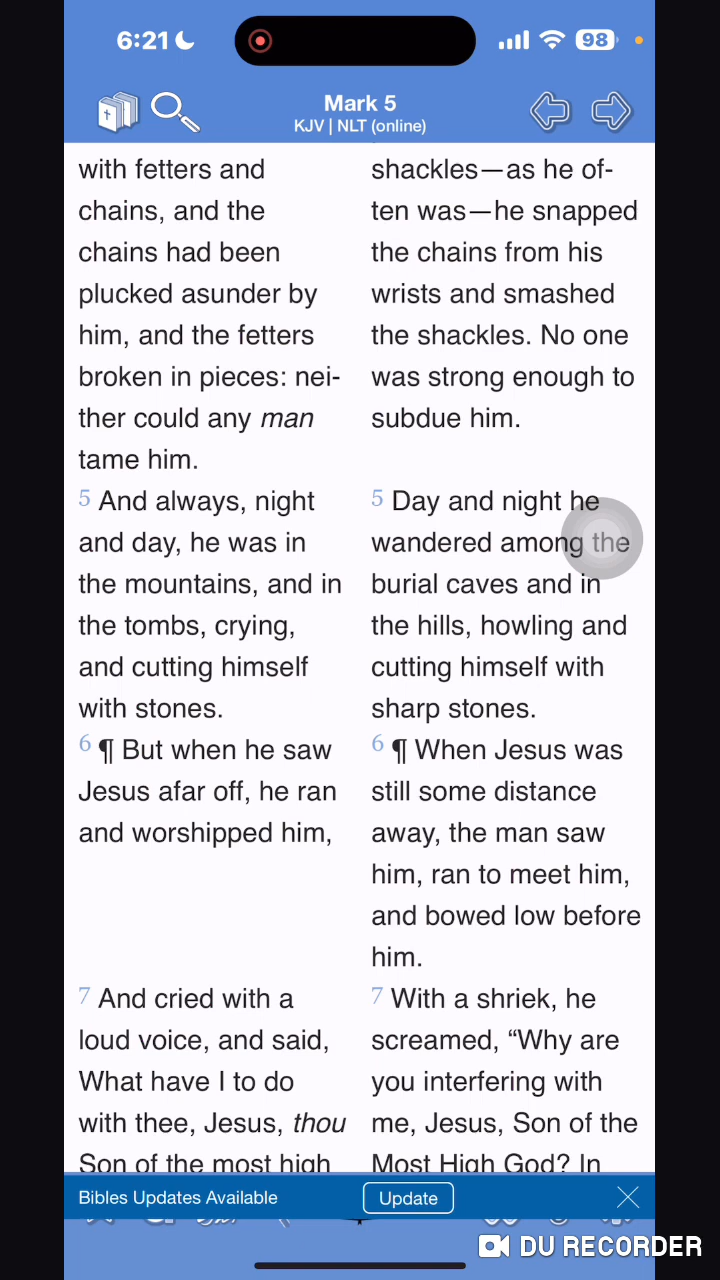 6:21
98
Mark 5
KJV | NLT (online)
with fetters and
chains, and the
chains had been
plucked asunder by
him, and the fetters
broken in pieces: nei-
ther could any man
tame him.
5 And always, night
and day, he was in
the mountains, and in
the tombs, crying,
and cutting himself
with stones.
6 ¶ But when he saw
Jesus afar off, he ran
and worshipped him,
7 And cried with a
loud voice, and said,
What have I to do
with thee, Jesus, thou
Son of the most high
shackles—as he of-
ten was—he snapped
the chains from his
wrists and smashed
the shackles. No one
was strong enough to
subdue him.
5 Day and night he
wandered among the
burial caves and in
the hills, howling and
cutting himself with
sharp stones.
6 ¶ When Jesus was
still some distance
away, the man saw
him, ran to meet him,
and bowed low before
him.
7 With a shriek, he
screamed, “Why are
you interfering with
me, Jesus, Son of the
Most High God? In
Bibles Updates Available
Update
DU RECORDER